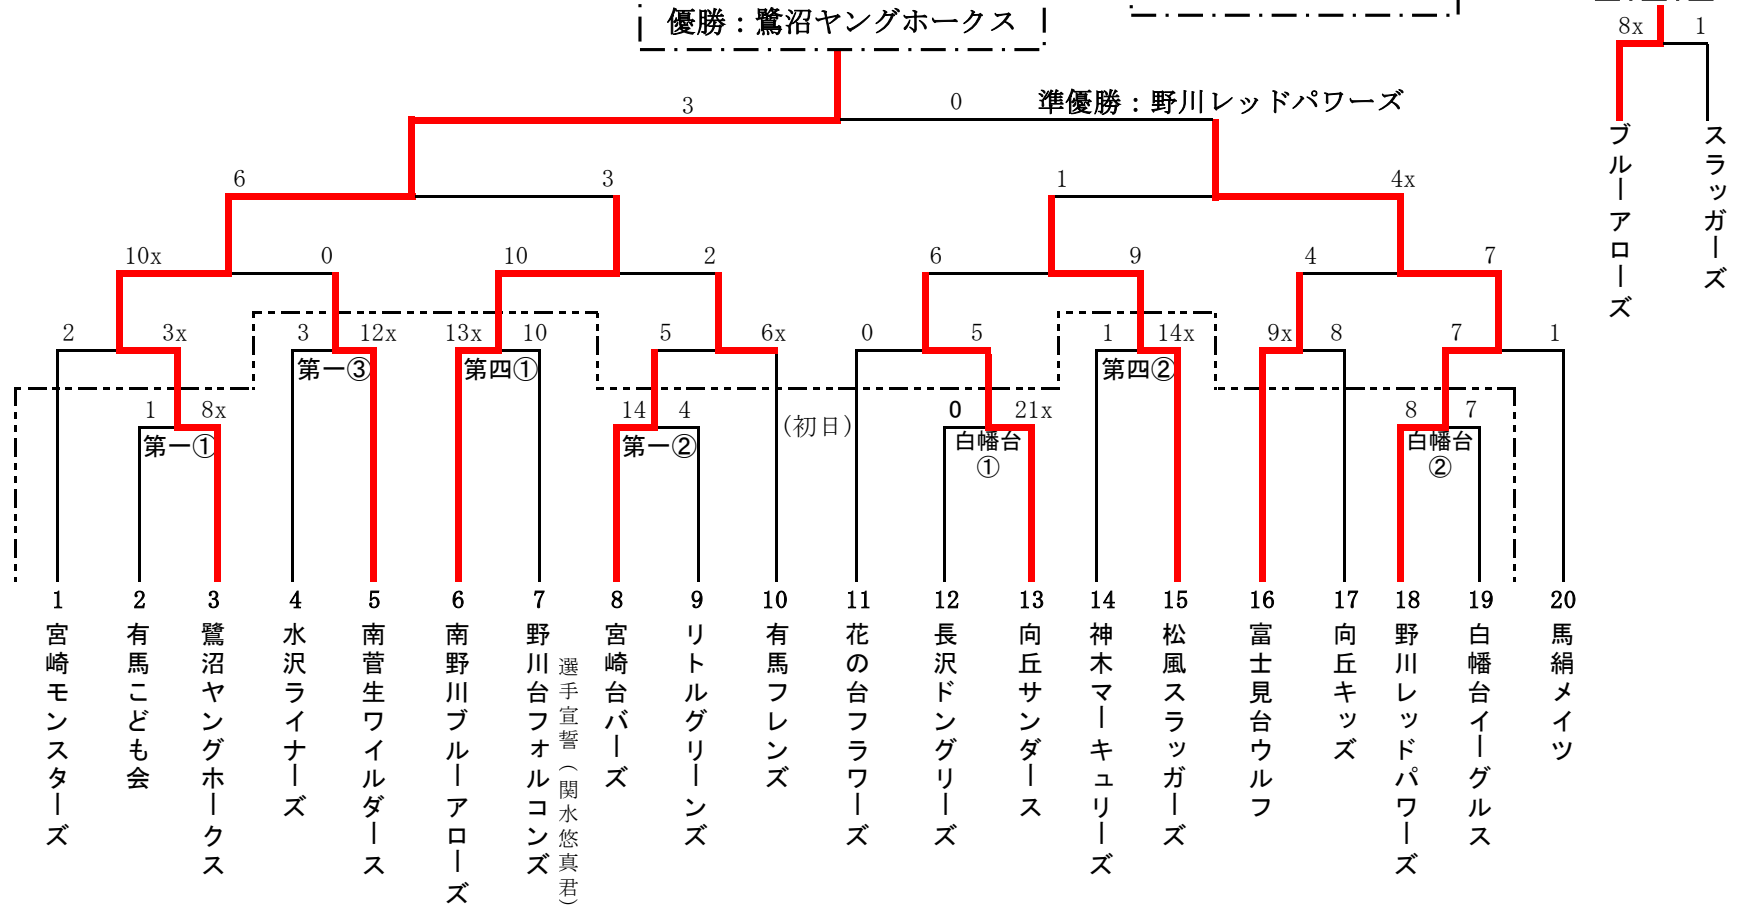 優勝：鷺沼ヤングホークス
8x 1
3 0 準優勝：野川レッドパワーズ
ブルーアローズ
スラッガーズ
6 3 1 4x
10x 0 10 2 6 9 4 7
2 3x 3 12x 13x 10 5 6x 0 5 1 14x 9x 8 7 1
第一③ 第四① 第四②
1 8x 14 4 (初日) 0 21x 8 7
第一① 第一② 白幡台① 白幡台②
1 宮崎モンスターズ
2 有馬こども会
3 鷺沼ヤングホークス
4 水沢ライナーズ
5 南菅生ワイルダース
6 南野川ブルーアローズ
7 野川台フォルコンズ
選手宣誓（関水悠真君）
8 宮崎台バーズ
9 リトルグリーンズ
10 有馬フレンズ
11 花の台フラワーズ
12 長沢ドングリーズ
13 向丘サンダース
14 神木マーキュリーズ
15 松風スラッガーズ
16 富士見台ウルフ
17 向丘キッズ
18 野川レッドパワーズ
19 白幡台イーグルス
20 馬絹メイツ